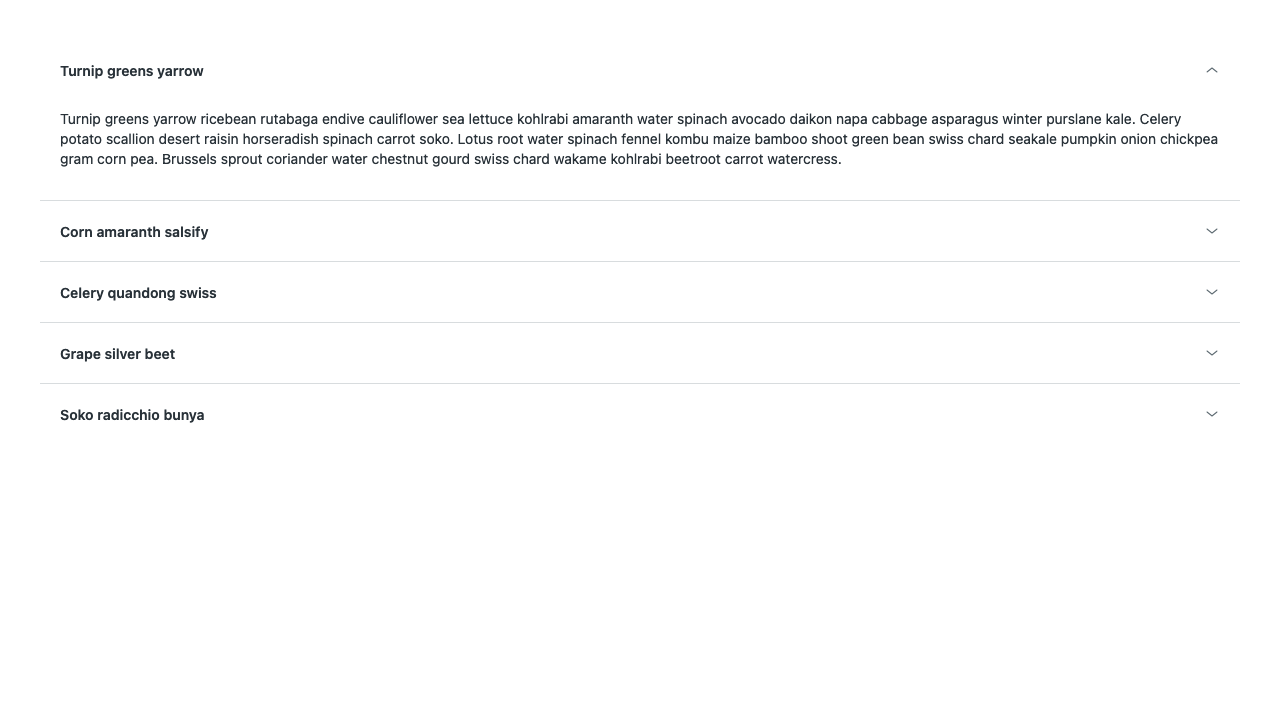 Turnip greens yarrow
Turnip greens yarrow ricebean rutabaga endive cauliflower sea lettuce kohlrabi amaranth water spinach avocado daikon napa cabbage asparagus winter purslane kale. Celery
potato scallion desert raisin horseradish spinach carrot soko. Lotus root water spinach fennel kombu maize bamboo shoot green bean swiss chard seakale pumpkin onion chickpea
gram corn pea. Brussels sprout coriander water chestnut gourd swiss chard wakame kohlrabi beetroot carrot watercress.
Corn amaranth salsify
Celery quandong swiss
Grape silver beet
Soko radicchio bunya